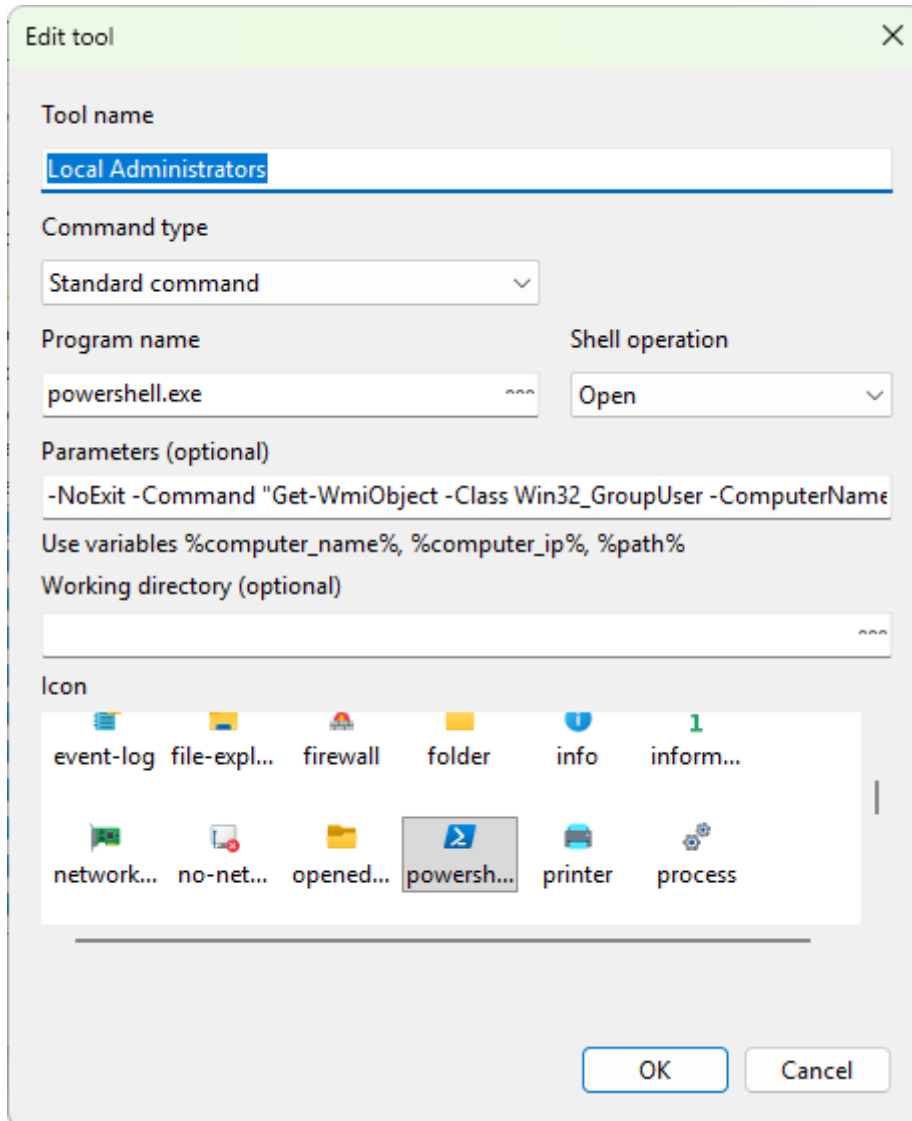 Edit tool
Tool name
Local Administrators
Command type
Standard command
Program name
Shell operation
powershell.exe
Open
Parameters (optional)
-NoExit -Command "Get-WmiObject -Class Win32_GroupUser -ComputerName
Use variables %computer_name%, %computer_ip%, %path%
Working directory (optional)
Icon
event-log file-expl... firewall folder info inform...
network... no-net... opened... powersh... printer process
OK
Cancel